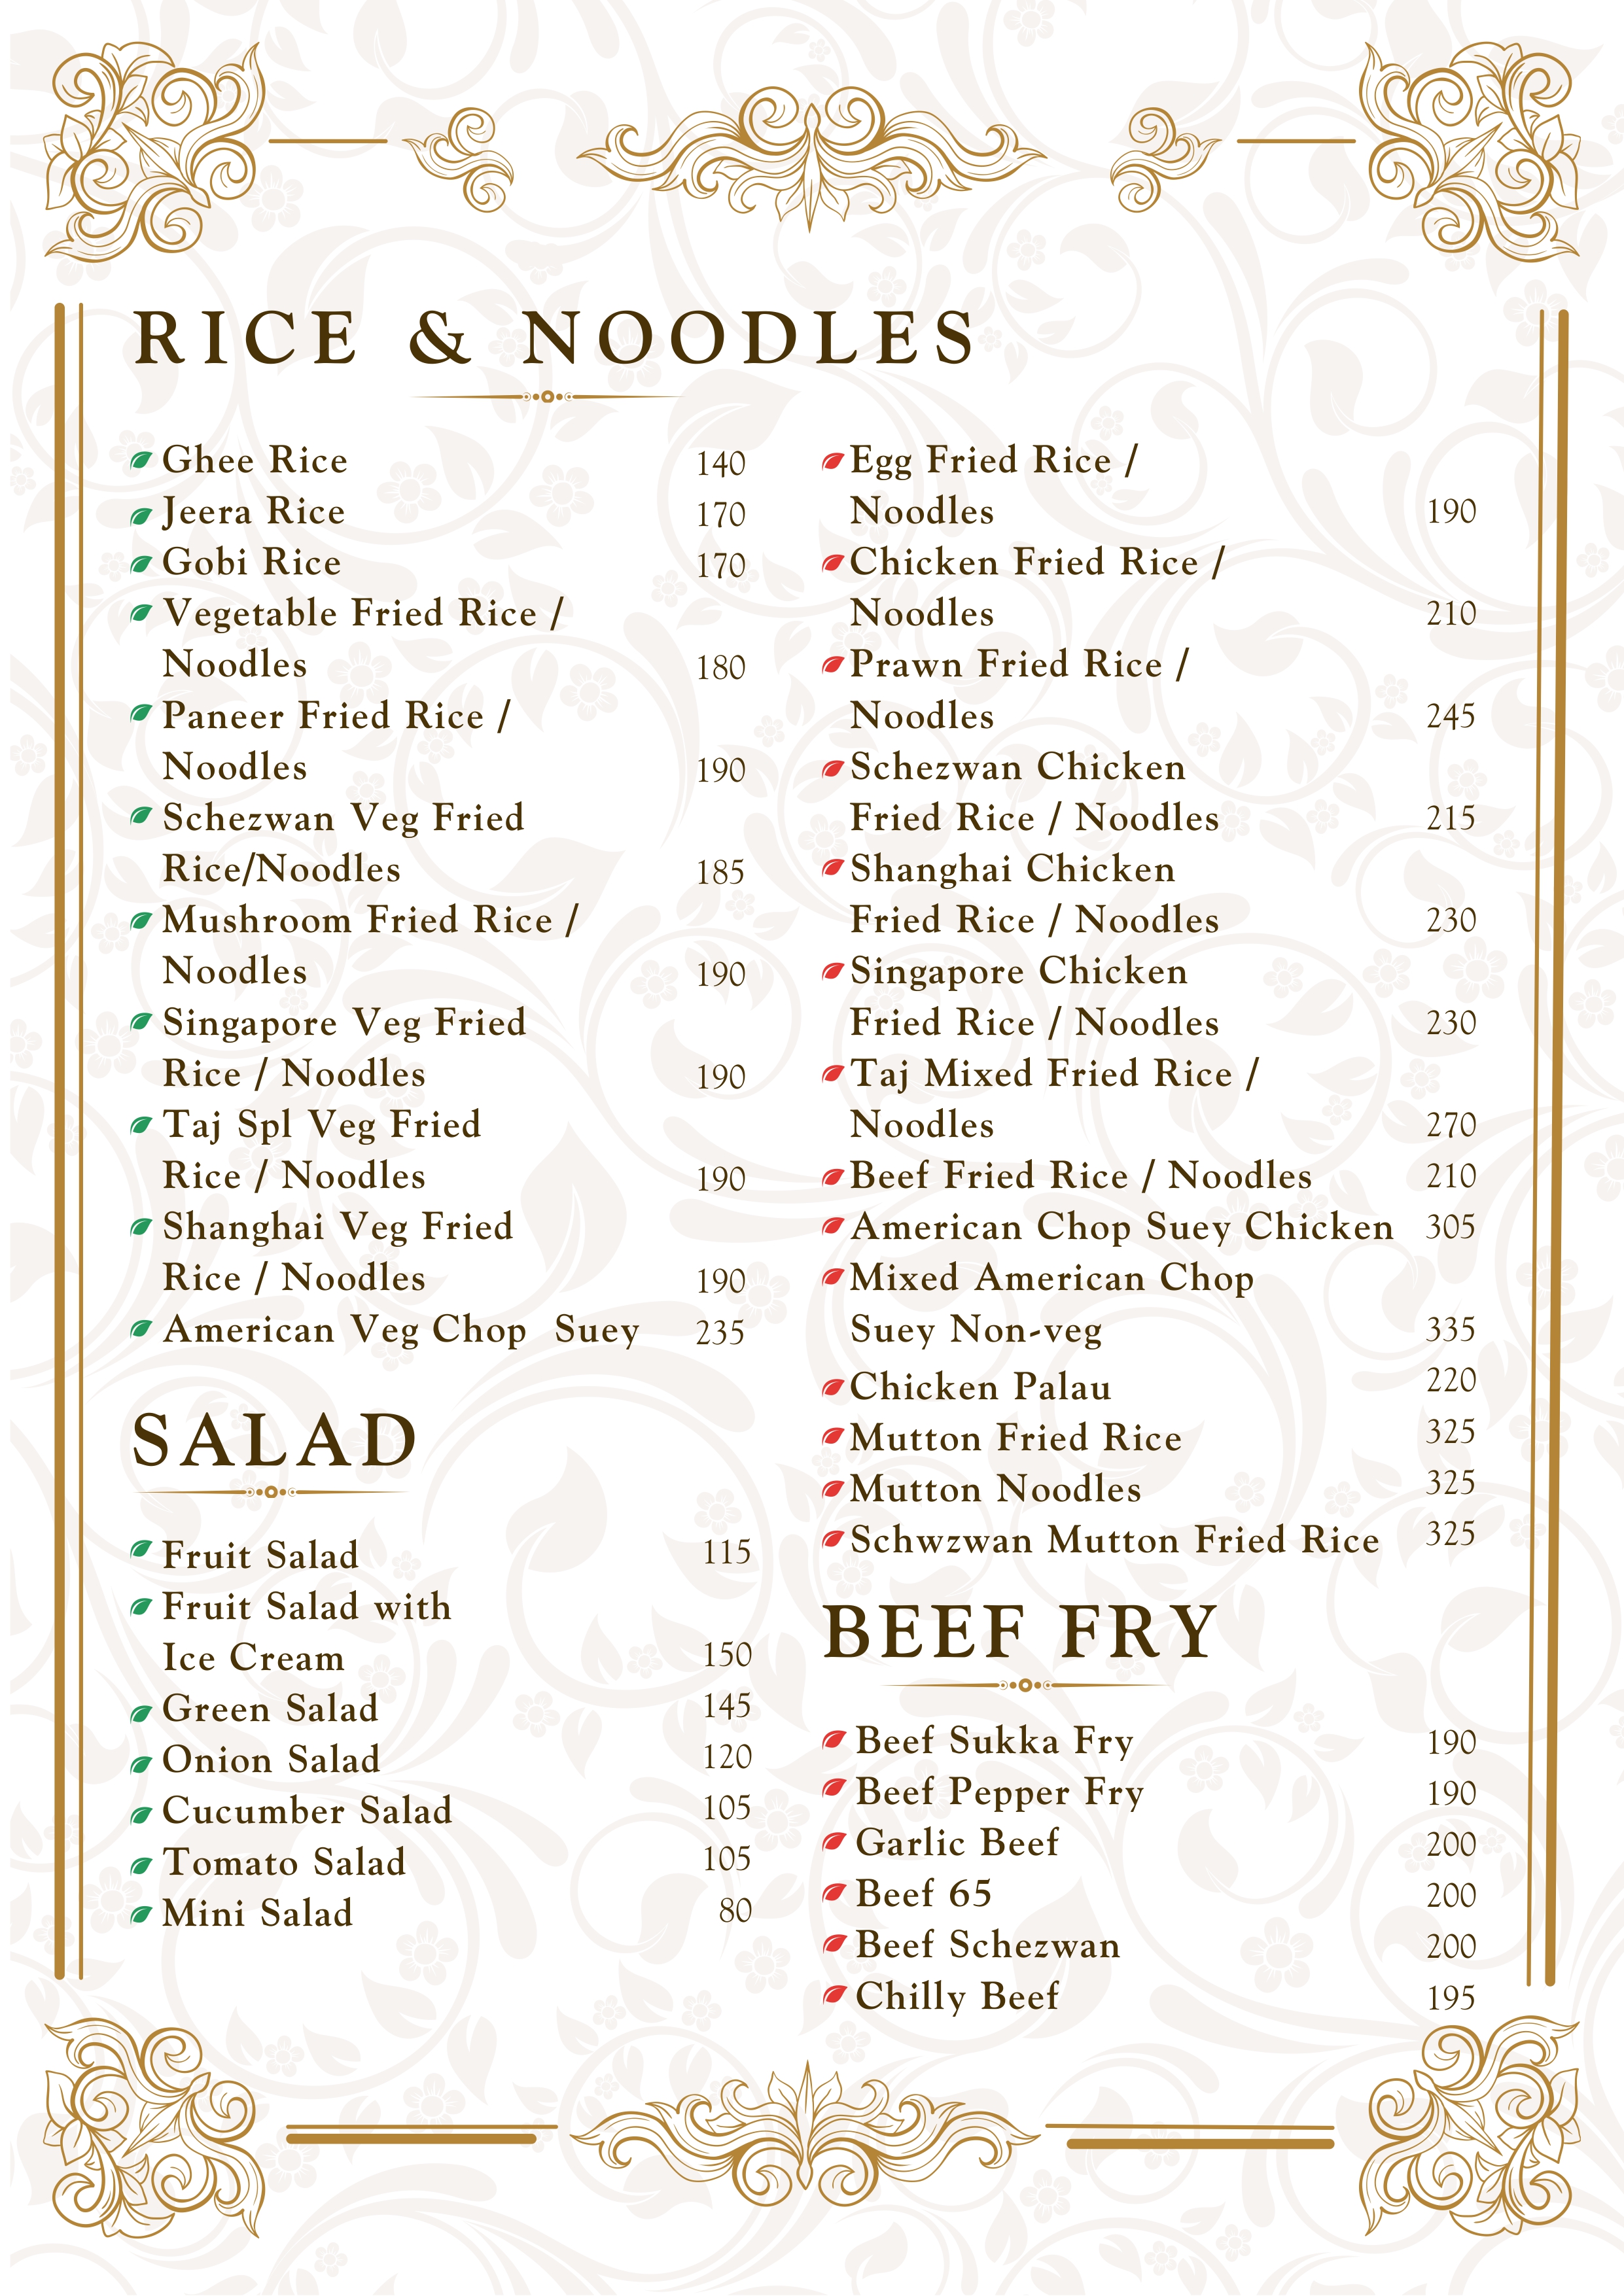 RICE & NOODLES
Ghee Rice 140
Jeera Rice 170
Gobi Rice 170
Vegetable Fried Rice /
Noodles 180
Paneer Fried Rice /
Noodles 190
Schezwan Veg Fried
Rice/Noodles 185
Mushroom Fried Rice /
Noodles 190
Singapore Veg Fried
Rice / Noodles 190
Taj Spl Veg Fried
Rice / Noodles 190
Shanghai Veg Fried
Rice / Noodles 190
American Veg Chop Suey 235
SALAD
Fruit Salad 115
Fruit Salad with
Ice Cream 150
Green Salad 145
Onion Salad 120
Cucumber Salad 105
Tomato Salad 105
Mini Salad 80
Egg Fried Rice /
Noodles 190
Chicken Fried Rice /
Noodles 210
Prawn Fried Rice /
Noodles 245
Schezwan Chicken
Fried Rice / Noodles 215
Shanghai Chicken
Fried Rice / Noodles 230
Singapore Chicken
Fried Rice / Noodles 230
Taj Mixed Fried Rice /
Noodles 270
Beef Fried Rice / Noodles 210
American Chop Suey Chicken 305
Mixed American Chop
Suey Non-veg 335
Chicken Palau 220
Mutton Fried Rice 325
Mutton Noodles 325
Schwzwan Mutton Fried Rice 325
BEEF FRY
Beef Sukka Fry 190
Beef Pepper Fry 190
Garlic Beef 200
Beef 65 200
Beef Schezwan 200
Chilly Beef 195